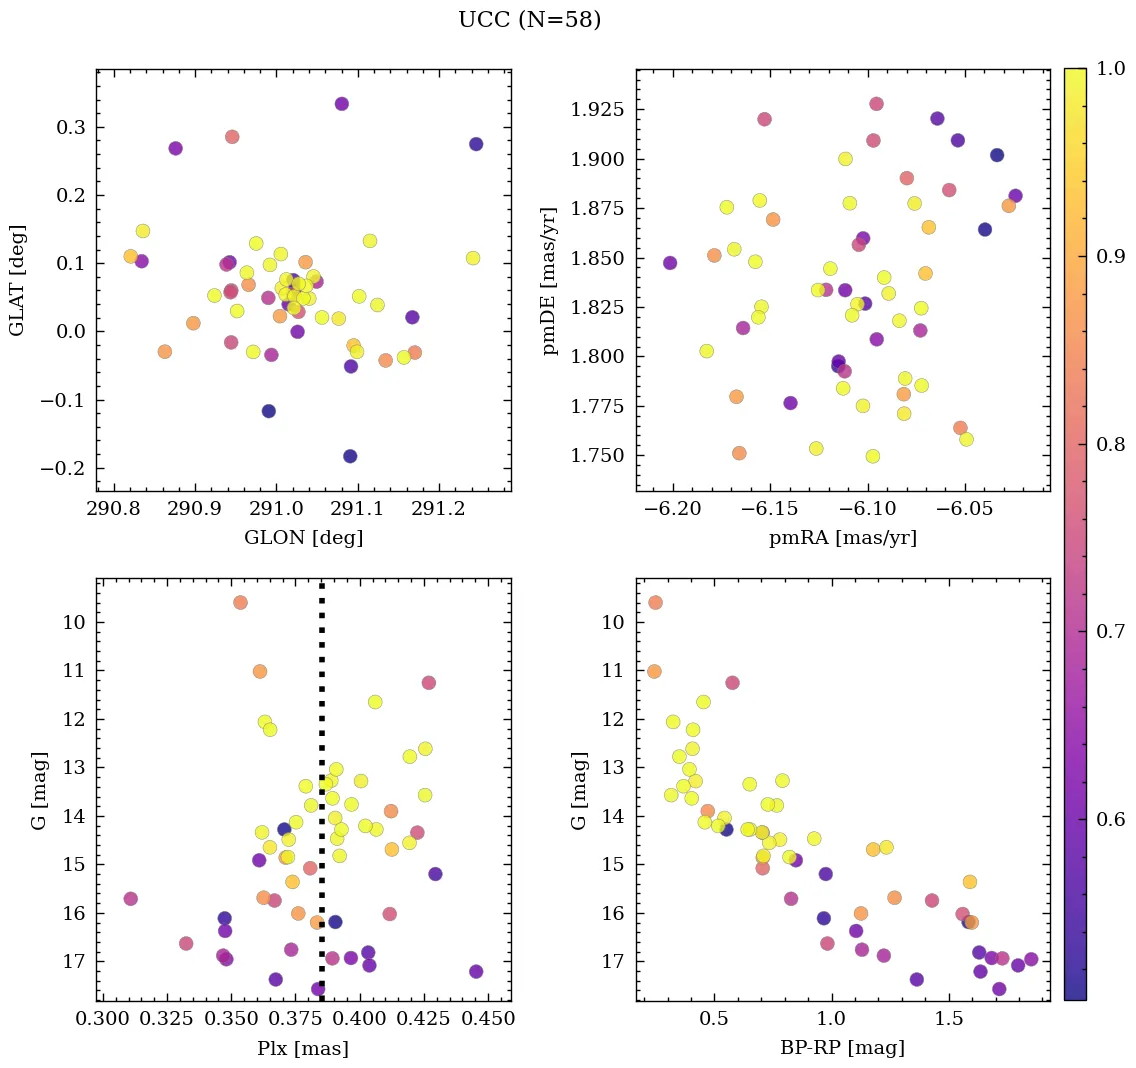 UCC (N=58)
0.3
0.2
0.1
0.0
−0.1
−0.2
GLAT [deg]
290.8 290.9 291.0 291.1 291.2
GLON [deg]
1.925
1.900
1.875
1.850
1.825
1.800
1.775
1.750
pmDE [mas/yr]
−6.20 −6.15 −6.10 −6.05
pmRA [mas/yr]
10
11
12
13
14
15
16
17
G [mag]
0.300 0.325 0.350 0.375 0.400 0.425 0.450
Plx [mas]
10
11
12
13
14
15
16
17
G [mag]
0.5 1.0 1.5
BP-RP [mag]
1.0
0.9
0.8
0.7
0.6